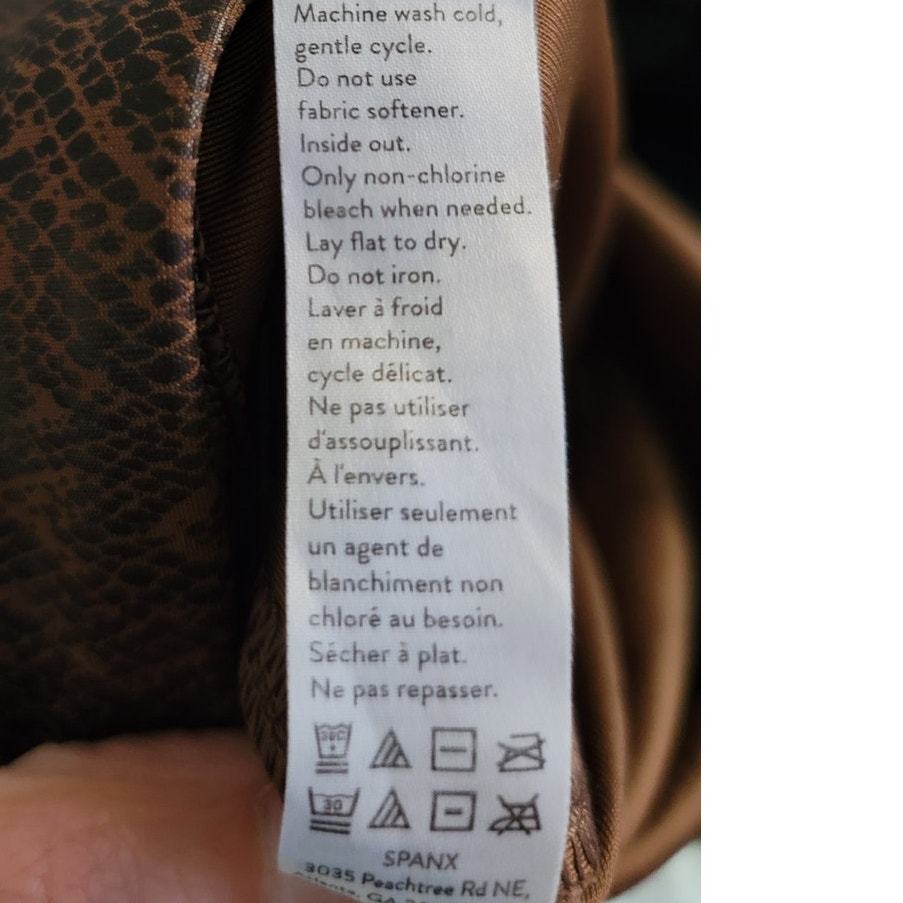 Machine wash cold,
gentle cycle.
Do not use
fabric softener.
Inside out.
Only non-chlorine
bleach when needed.
Lay flat to dry.
Do not iron.
Laver à froid
en machine,
cycle délicat.
Ne pas utiliser
d'assouplissant.
À l'envers.
Utiliser seulement
un agent de
blanchiment non
chloré au besoin.
Sécher à plat.
Ne pas repasser.
30
SPANX
3035 Peachtree Rd NE,
Atlanta, GA